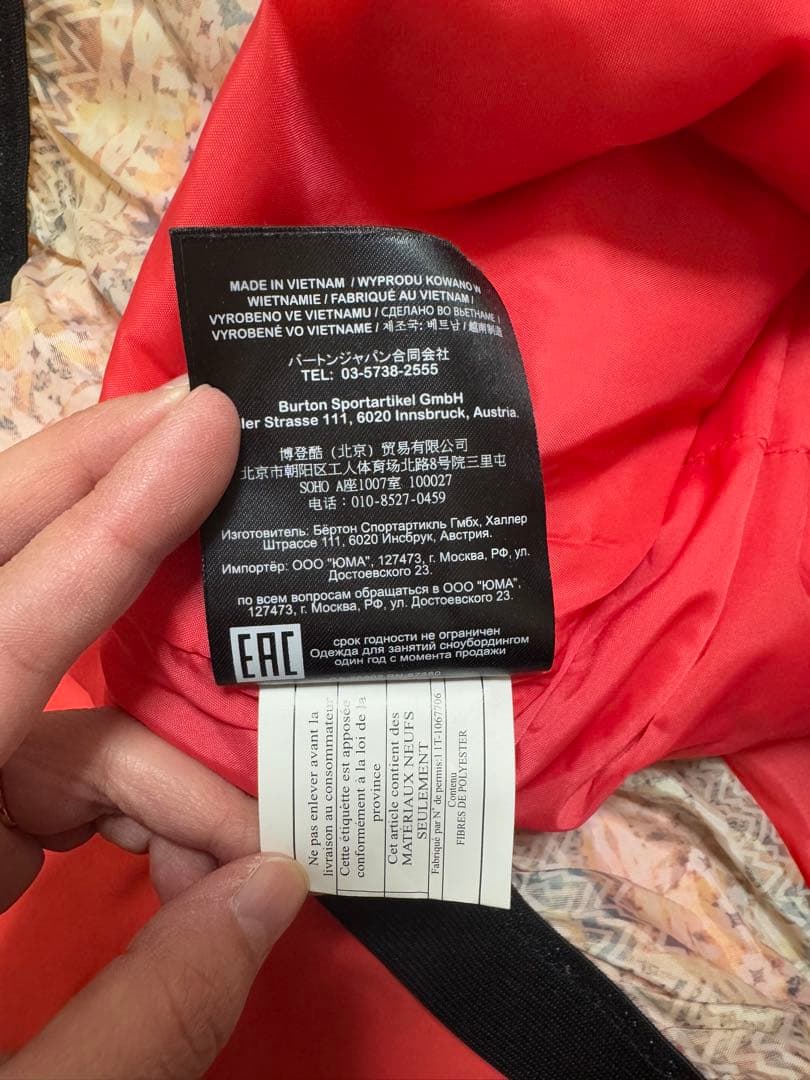 MADE IN VIETNAM / WYPRODU KOWANO W
WIETNAMIE / FABRIQUÉ AU VIETNAM /
VYROBENO VE VIETNAMU / СДЕЛАНО ВО ВЬЕТНАМЕ /
VYROBENÉ VO VIETNAME / 제조국: 베트남 / 越南制造
バートンジャパン合同会社
TEL: 03-5738-2555
Burton Sportartikel GmbH
ler Strasse 111, 6020 Innsbruck, Austria.
博登酷（北京）贸易有限公司
北京市朝阳区工人体育场北路8号院三里屯
SOHO A座1007室 100027
电话：010-8527-0459
Изготовитель: Бёртон Спортартикль Гмбх, Халлер
Штрассе 111, 6020 Инсбрук, Австрия.
Импортёр: ООО "ЮМА", 127473, г. Москва, РФ, ул.
Достоевского 23.
по всем вопросам обращаться в ООО "ЮМА",
127473, г. Москва, РФ, ул. Достоевского 23.
EAC
срок годности не ограничен
Одежда для занятий сноубордингом
один год с момента продажи
Ne pas enlever avant la
livraison au consommateur
Cette étiquètte est apposée
conformément à la loi de la
province
Cet article contient des
MATÉRIAUX NEUFS
SEULEMENT
Fabriqué par N° de permis:11T-1067706
Contenu
FIBRES DE POLYESTER